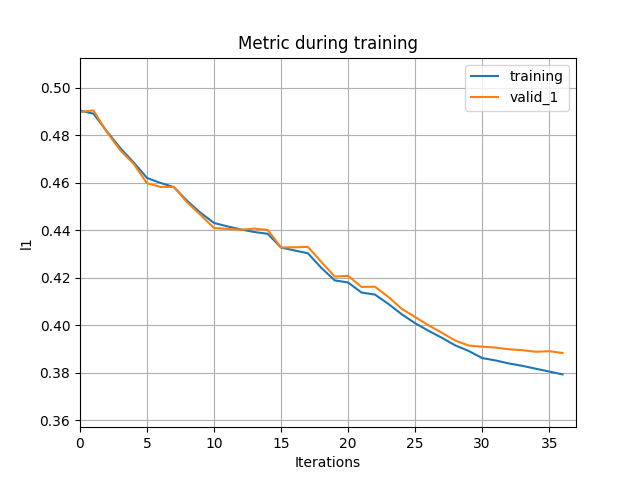 Metric during training
training
valid_1
l1
0.50
0.48
0.46
0.44
0.42
0.40
0.38
0.36
0 5 10 15 20 25 30 35
Iterations